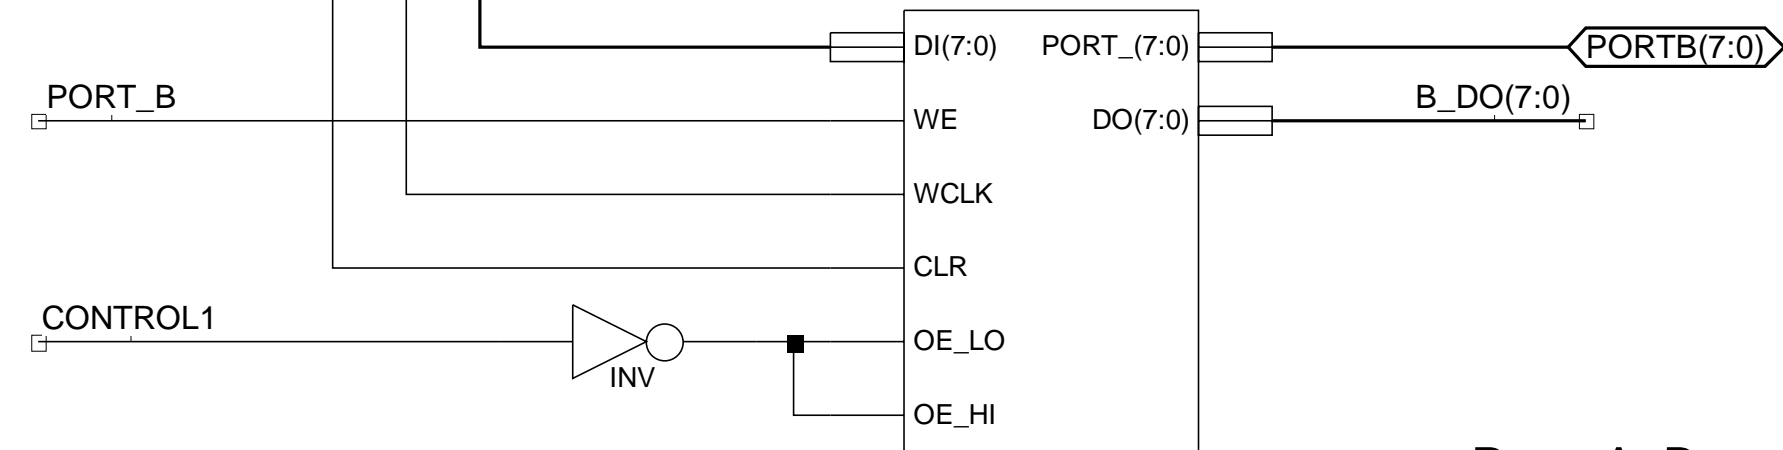 DI(7:0)
PORT_(7:0)
PORTB(7:0)
PORT_B
B_DO(7:0)
WE
DO(7:0)
WCLK
CLR
CONTROL1
OE_LO
INV
OE_HI